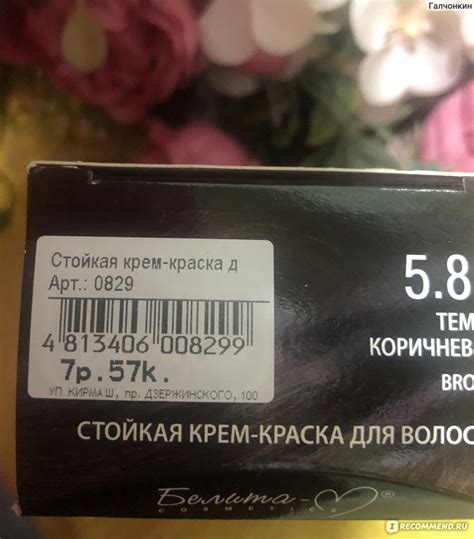 Галчонкин
Стойкая крем-краска д
Арт.: 0829
4 813406 008299
7р.57к.
УП КИРМАШ, пр. ДЗЕРЖИНСКОГО, 100
5.8
ТЕМ
КОРИЧНЕВ
BRO
СТОЙКАЯ КРЕМ-КРАСКА ДЛЯ ВОЛОС
Белита-
®
COSMETICS
IRECOMMEND.RU